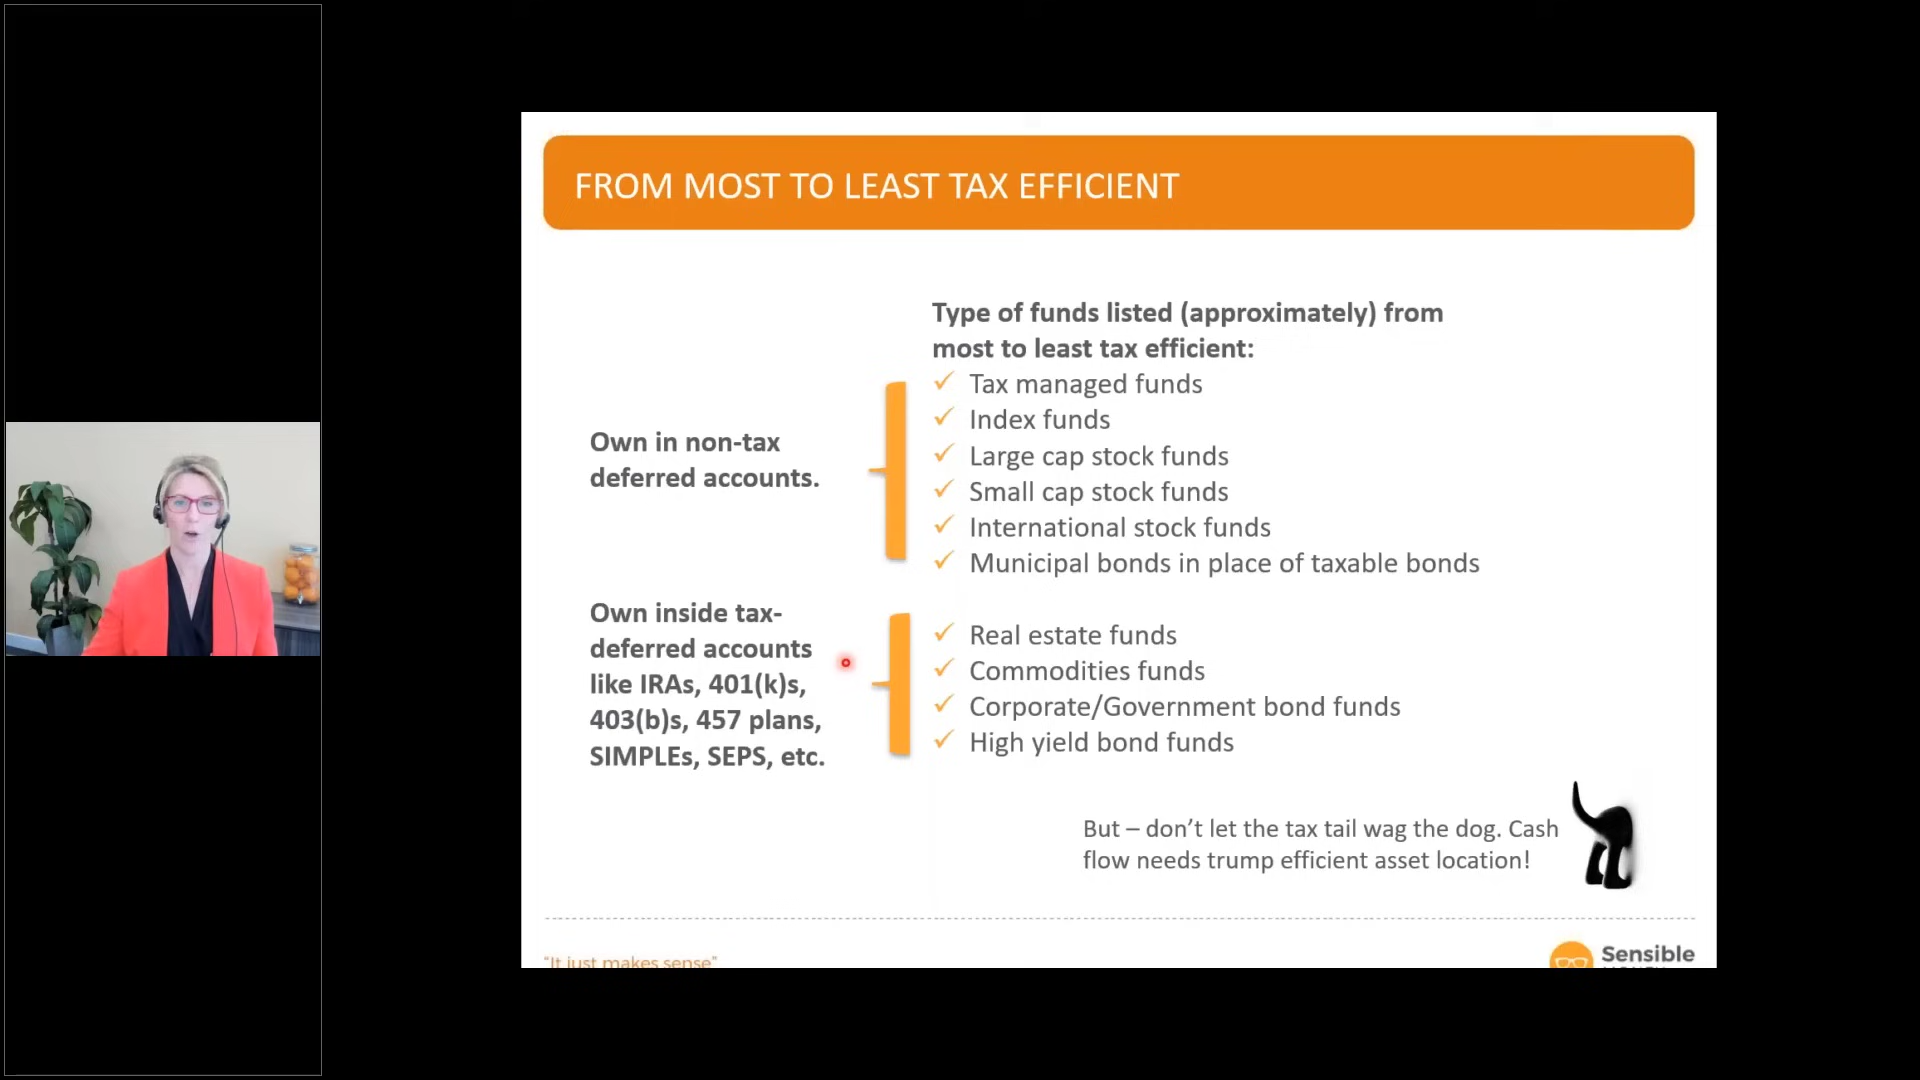 FROM MOST TO LEAST TAX EFFICIENT
Type of funds listed (approximately) from
most to least tax efficient:
Own in non-tax
deferred accounts.
✓ Tax managed funds
✓ Index funds
✓ Large cap stock funds
✓ Small cap stock funds
✓ International stock funds
✓ Municipal bonds in place of taxable bonds
Own inside tax-
deferred accounts
like IRAs, 401(k)s,
403(b)s, 457 plans,
SIMPLEs, SEPS, etc.
✓ Real estate funds
✓ Commodities funds
✓ Corporate/Government bond funds
✓ High yield bond funds
But – don’t let the tax tail wag the dog. Cash
flow needs trump efficient asset location!
“It just makes sense”
Sensible